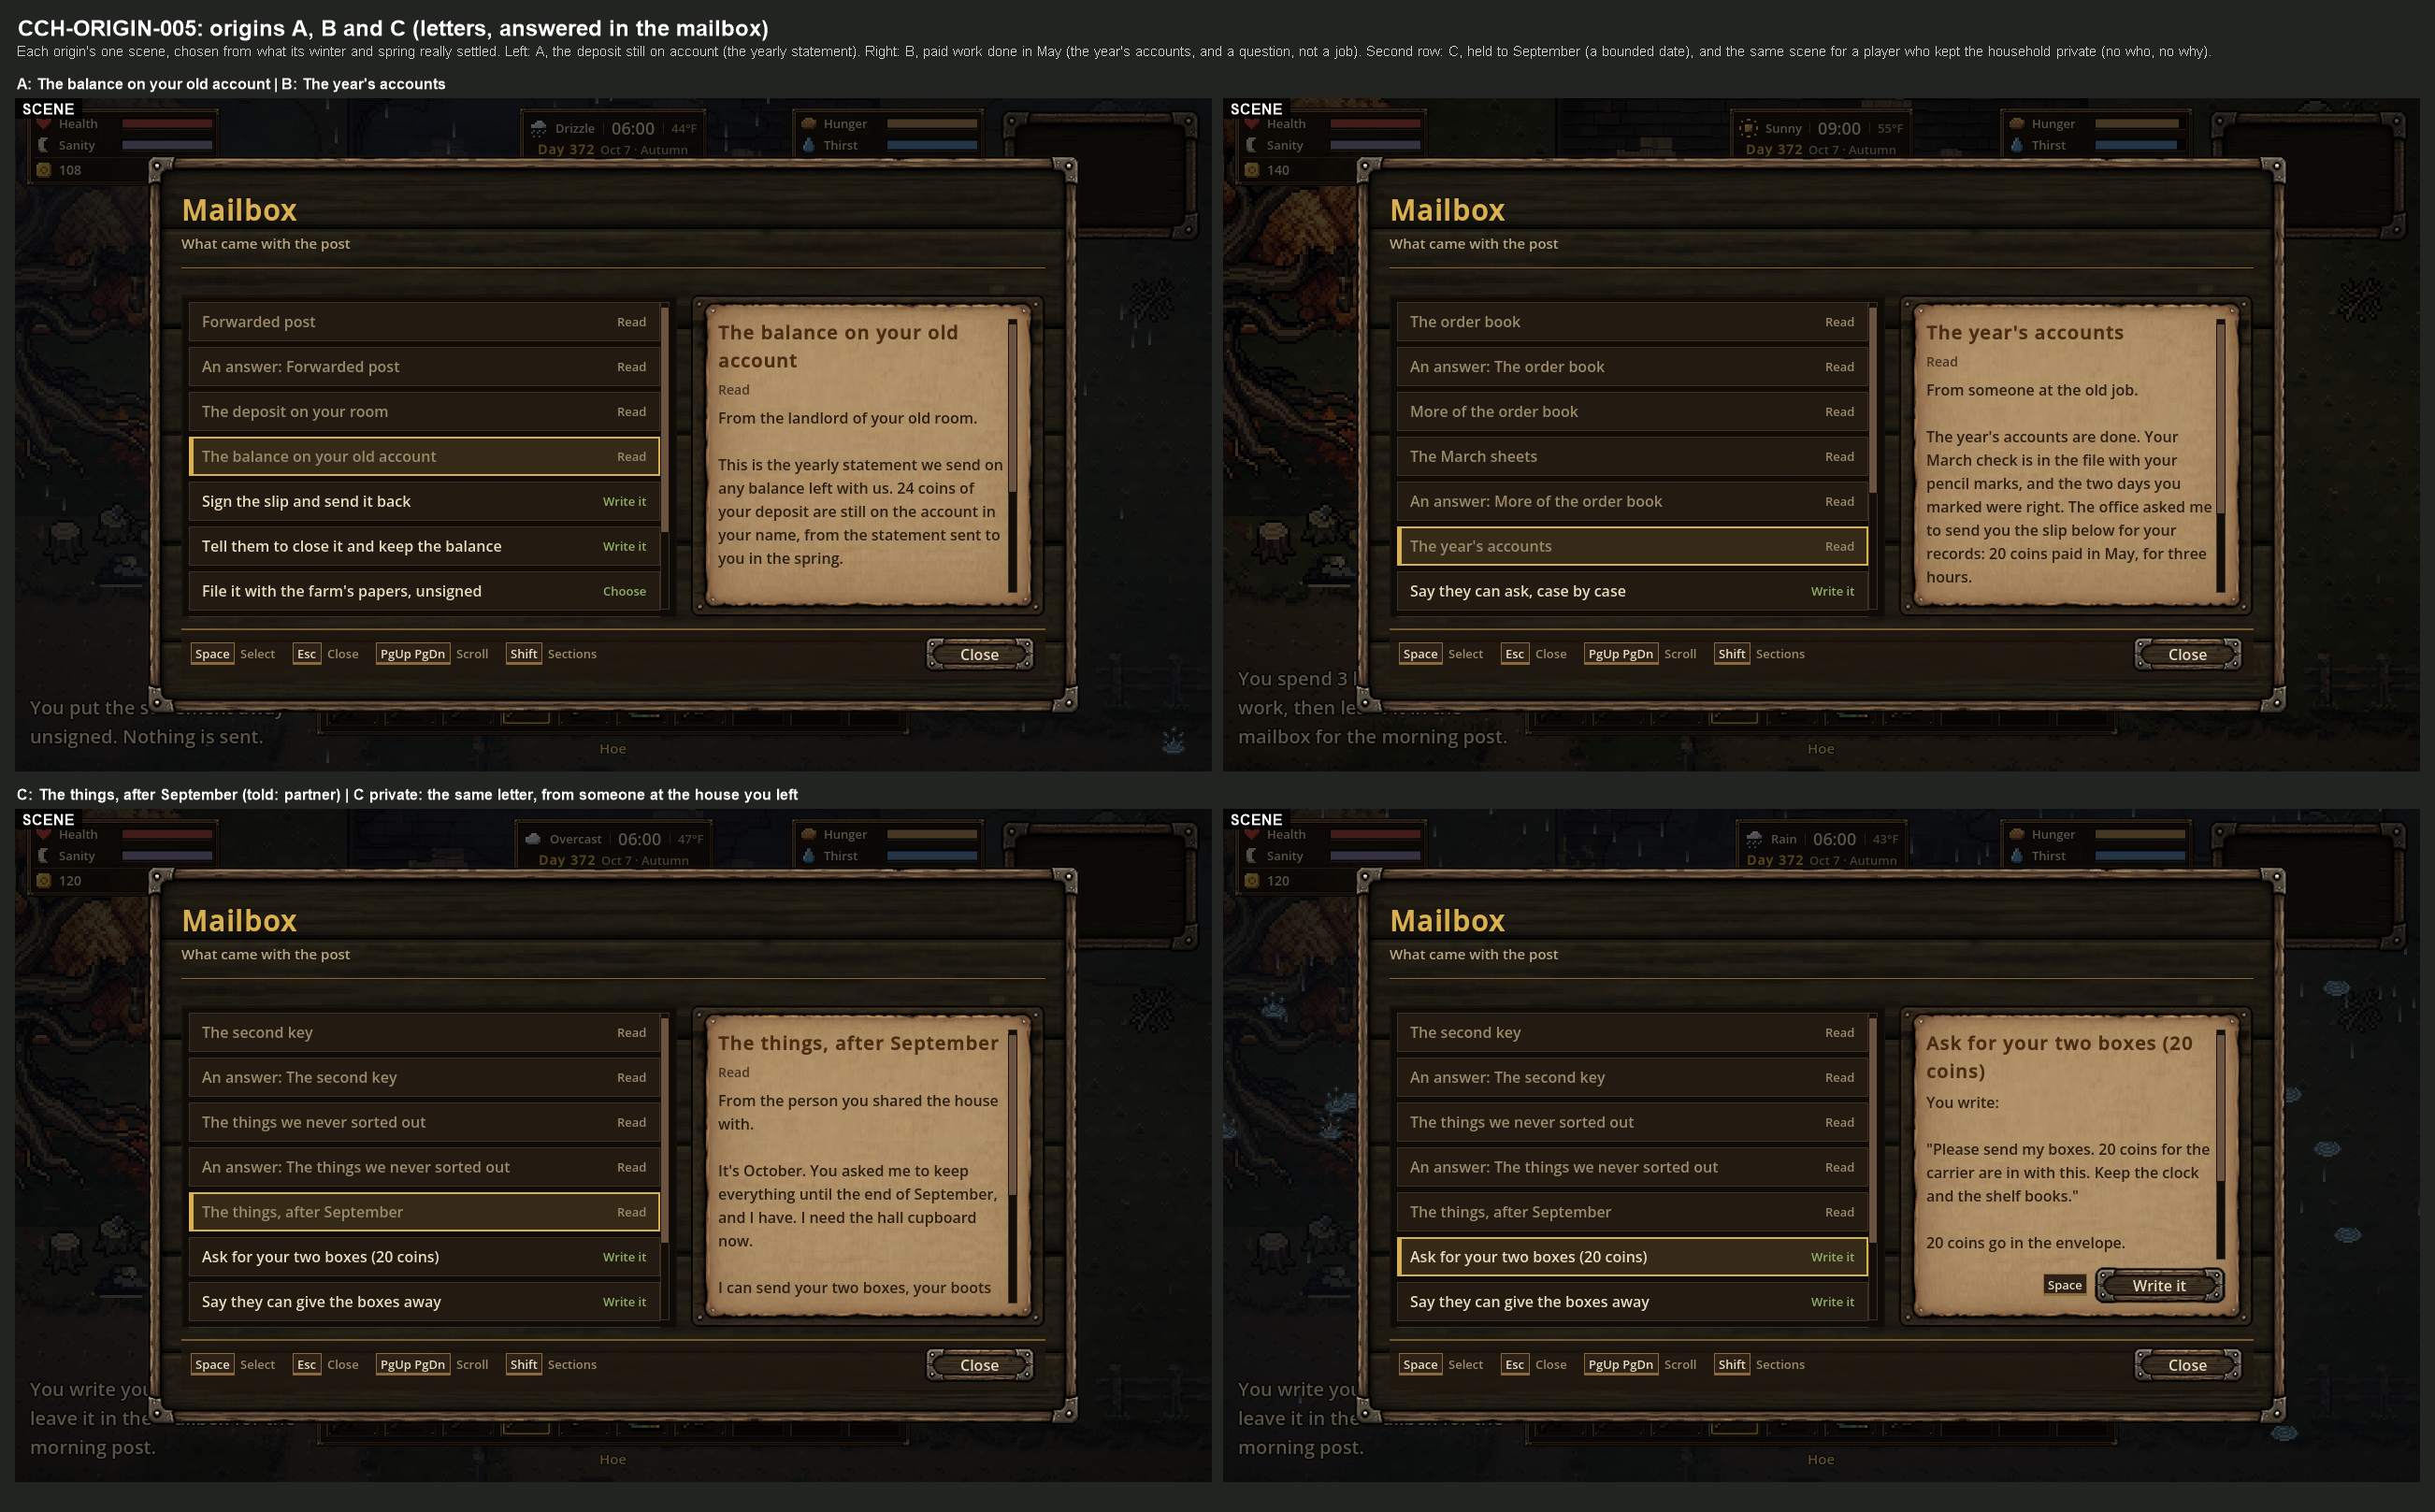 CCH-ORIGIN-005: origins A, B and C (letters, answered in the mailbox)
Each origin's one scene, chosen from what its winter and spring really settled. Left: A, the deposit still on account (the yearly statement). Right: B, paid work done in May (the year's accounts, and a question, not a job). Second row: C, held to September (a bounded date), and the same scene for a player who kept the household private (no who, no why).
A: The balance on your old account | B: The year's accounts
SCENE
Health
Sanity
108
Drizzle
06:00
44°F
Day 372 Oct 7 · Autumn
Hunger
Thirst
Mailbox
What came with the post
Forwarded post Read
An answer: Forwarded post Read
The deposit on your room Read
The balance on your old account Read
Sign the slip and send it back Write it
Tell them to close it and keep the balance Write it
File it with the farm's papers, unsigned Choose
The balance on your old
account
Read
From the landlord of your old room.
This is the yearly statement we send on
any balance left with us. 24 coins of
your deposit are still on the account in
your name, from the statement sent to
you in the spring.
Space Select Esc Close PgUp PgDn Scroll Shift Sections
Close
You put the s
unsigned. Nothing is sent.
Hoe
SCENE
Health
Sanity
140
Sunny
09:00
55°F
Day 372 Oct 7 · Autumn
Hunger
Thirst
Mailbox
What came with the post
The order book Read
An answer: The order book Read
More of the order book Read
The March sheets Read
An answer: More of the order book Read
The year's accounts Read
Say they can ask, case by case Write it
The year's accounts
Read
From someone at the old job.
The year's accounts are done. Your
March check is in the file with your
pencil marks, and the two days you
marked were right. The office asked me
to send you the slip below for your
records: 20 coins paid in May, for three
hours.
Space Select Esc Close PgUp PgDn Scroll Shift Sections
Close
You spend 3
work, then
mailbox for the morning post.
Hoe
C: The things, after September (told: partner) | C private: the same letter, from someone at the house you left
SCENE
Health
Sanity
120
Overcast
06:00
47°F
Day 372 Oct 7 · Autumn
Hunger
Thirst
Mailbox
What came with the post
The second key Read
An answer: The second key Read
The things we never sorted out Read
An answer: The things we never sorted out Read
The things, after September Read
Ask for your two boxes (20 coins) Write it
Say they can give the boxes away Write it
The things, after September
Read
From the person you shared the house
with.
It's October. You asked me to keep
everything until the end of September,
and I have. I need the hall cupboard
now.
I can send your two boxes, your boots
Space Select Esc Close PgUp PgDn Scroll Shift Sections
Close
You write you
leave it in the
morning post.
Hoe
SCENE
Health
Sanity
120
Rain
06:00
43°F
Day 372 Oct 7 · Autumn
Hunger
Thirst
Mailbox
What came with the post
The second key Read
An answer: The second key Read
The things we never sorted out Read
An answer: The things we never sorted out Read
The things, after September Read
Ask for your two boxes (20 coins) Write it
Say they can give the boxes away Write it
Ask for your two boxes (20
coins)
You write:
"Please send my boxes. 20 coins for the
carrier are in with this. Keep the clock
and the shelf books."
20 coins go in the envelope.
Space Write it
Space Select Esc Close PgUp PgDn Scroll Shift Sections
Close
You write you
leave it in the
morning post.
Hoe